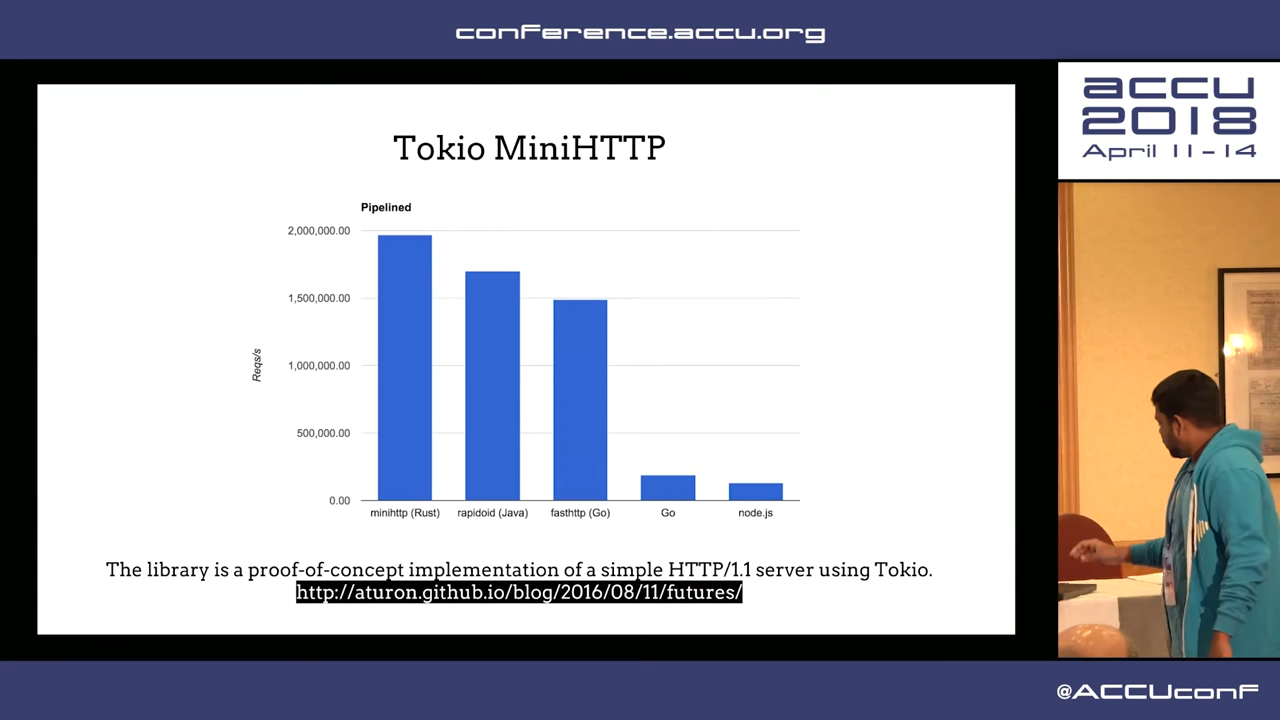 conference.accu.org
accu
2018
April 11-14
Tokio MiniHTTP
Pipelined
2,000,000.00
1,500,000.00
1,000,000.00
500,000.00
0.00
Reqs/s
minihttp (Rust)
rapidoid (Java)
fasthttp (Go)
Go
node.js
The library is a proof-of-concept implementation of a simple HTTP/1.1 server using Tokio.
http://aturon.github.io/blog/2016/08/11/futures/
@ACCUconf